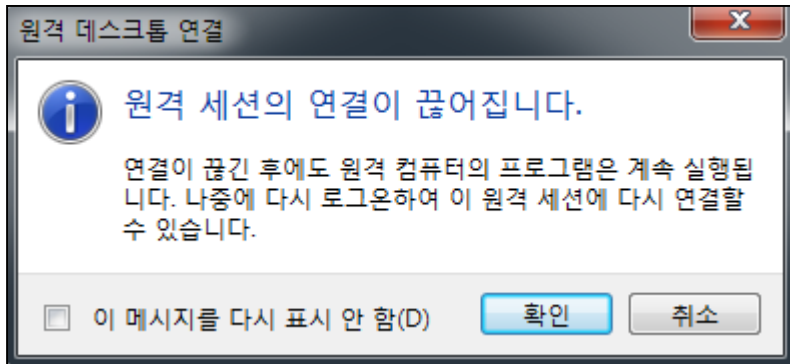 원격 데스크톱 연결
원격 세션의 연결이 끊어집니다.
연결이 끊긴 후에도 원격 컴퓨터의 프로그램은 계속 실행됩
니다. 나중에 다시 로그온하여 이 원격 세션에 다시 연결할
수 있습니다.
이 메시지를 다시 표시 안 함(D) 확인 취소